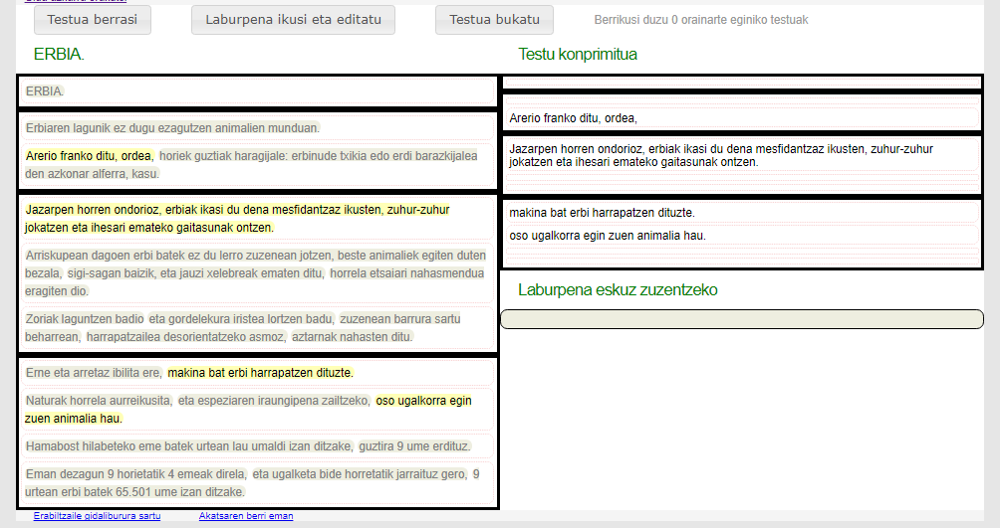 Testua berrasi
Laburpena ikusi eta editatu
Testua bukatu
Berrikusi duzu 0 orainarte eginiko testuak
ERBIA.
ERBIA.
Erbiaren lagunik ez dugu ezagutzen animalien munduan.
Arerio franko ditu, ordea, horiek guztiak haragijale: erbinude txikia edo erdi barazkijalea
den azkonar alferra, kasu.
Jazarpen horren ondorioz, erbiak ikasi du dena mesfidantzaz ikusten, zuhur-zuhur
jokatzen eta ihesari emateko gaitasunak ontzen.
Arriskupean dagoen erbi batek ez du lerro zuzenean jotzen, beste animaliek egiten duten
bezala, sigi-sagan baizik, eta jauzi xelebreak ematen ditu, horrela etsaiari nahasmendua
eragiten dio.
Zoriak laguntzen badio eta gordelekura iristea lortzen badu, zuzenean barrura sartu
beharrean, harrapatzailea desorientatzeko asmoz, aztarnak nahasten ditu.
Erne eta arretaz ibilita ere, makina bat erbi harrapatzen dituzte.
Naturak horrela aurreikusita, eta espeziaren iraungipena zailtzeko, oso ugalkorra egin
zuen animalia hau.
Hamabost hilabeteko eme batek urtean lau umaldi izan ditzake, guztira 9 ume erdituz.
Eman dezagun 9 horietatik 4 emeak direla, eta ugalketa bide horretatik jarraituz gero, 9
urtean erbi batek 65.501 ume izan ditzake.
Testu konprimitua
Arerio franko ditu, ordea,
Jazarpen horren ondorioz, erbiak ikasi du dena mesfidantzaz ikusten, zuhur-zuhur
jokatzen eta ihesari emateko gaitasunak ontzen.
makina bat erbi harrapatzen dituzte.
oso ugalkorra egin zuen animalia hau.
Laburpena eskuz zuzentzeko
Erabiltzaile gidaliburura sartu
Akatsaren berri eman